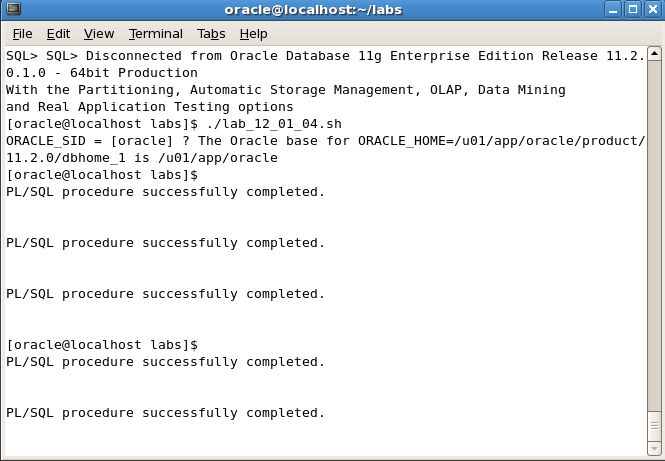 oracle@localhost:~/labs
File Edit View Terminal Tabs Help
SQL> SQL> Disconnected from Oracle Database 11g Enterprise Edition Release 11.2.
0.1.0 - 64bit Production
With the Partitioning, Automatic Storage Management, OLAP, Data Mining
and Real Application Testing options
[oracle@localhost labs]$ ./lab_12_01_04.sh
ORACLE_SID = [oracle] ? The Oracle base for ORACLE_HOME=/u01/app/oracle/product/
11.2.0/dbhome_1 is /u01/app/oracle
[oracle@localhost labs]$
PL/SQL procedure successfully completed.
PL/SQL procedure successfully completed.
PL/SQL procedure successfully completed.
[oracle@localhost labs]$
PL/SQL procedure successfully completed.
PL/SQL procedure successfully completed.